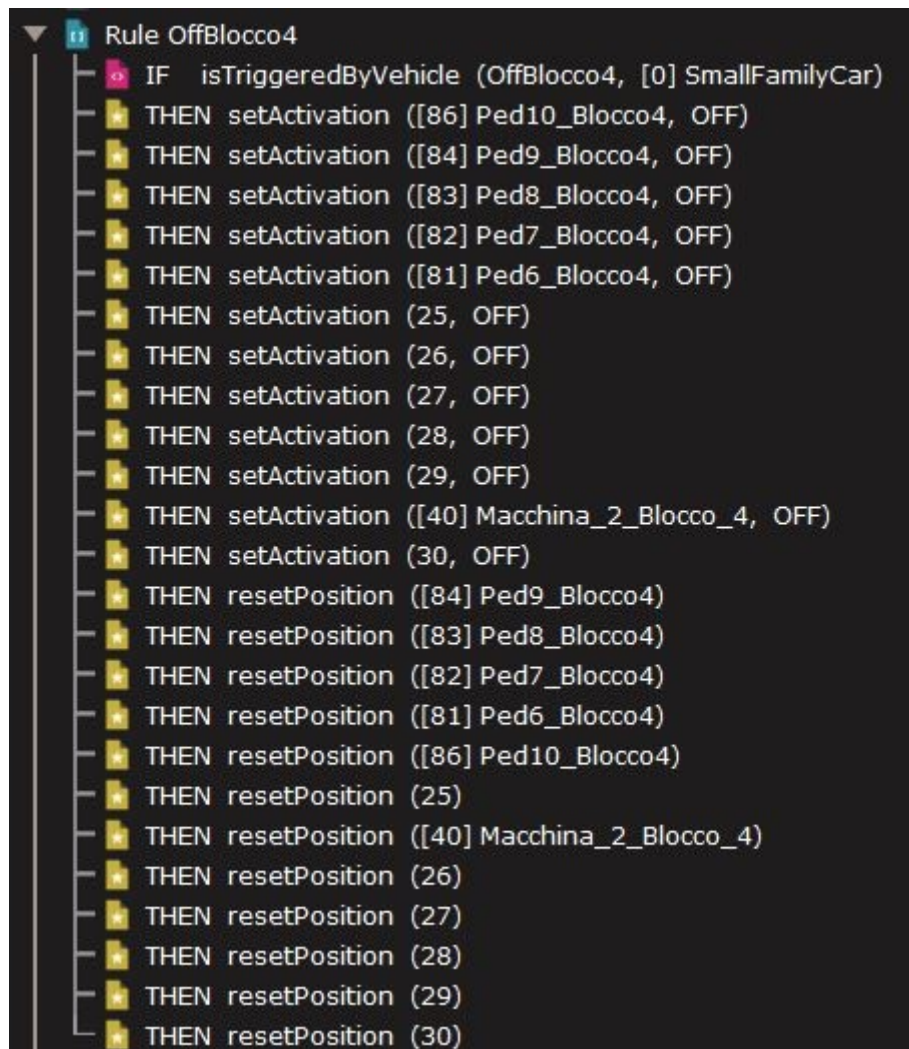 Rule OffBlocco4
IF isTriggeredByVehicle (OffBlocco4, [0] SmallFamilyCar)
THEN setActivation ([86] Ped10_Blocco4, OFF)
THEN setActivation ([84] Ped9_Blocco4, OFF)
THEN setActivation ([83] Ped8_Blocco4, OFF)
THEN setActivation ([82] Ped7_Blocco4, OFF)
THEN setActivation ([81] Ped6_Blocco4, OFF)
THEN setActivation (25, OFF)
THEN setActivation (26, OFF)
THEN setActivation (27, OFF)
THEN setActivation (28, OFF)
THEN setActivation (29, OFF)
THEN setActivation ([40] Macchina_2_Blocco_4, OFF)
THEN setActivation (30, OFF)
THEN resetPosition ([84] Ped9_Blocco4)
THEN resetPosition ([83] Ped8_Blocco4)
THEN resetPosition ([82] Ped7_Blocco4)
THEN resetPosition ([81] Ped6_Blocco4)
THEN resetPosition ([86] Ped10_Blocco4)
THEN resetPosition (25)
THEN resetPosition ([40] Macchina_2_Blocco_4)
THEN resetPosition (26)
THEN resetPosition (27)
THEN resetPosition (28)
THEN resetPosition (29)
THEN resetPosition (30)